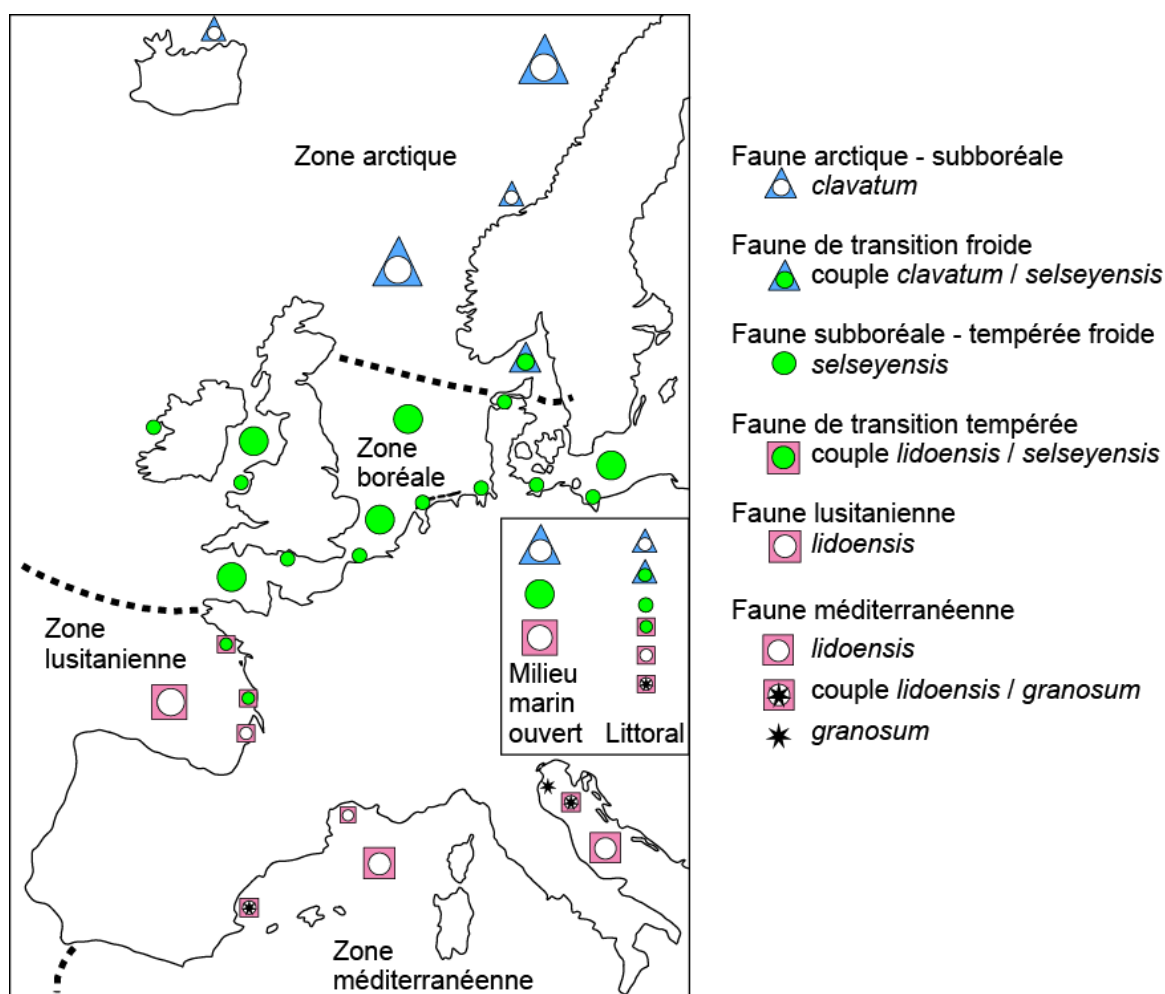 Zone arctique
Zone
boréale
Zone
lusitanienne
Milieu
marin
ouvert
Littoral
Zone
méditerranéenne
Faune arctique - subboréale
clavatum
Faune de transition froide
couple clavatum / selseyensis
Faune subboréale - tempérée froide
selseyensis
Faune de transition tempérée
couple lidoensis / selseyensis
Faune lusitanienne
lidoensis
Faune méditerranéenne
lidoensis
couple lidoensis / granosum
granosum